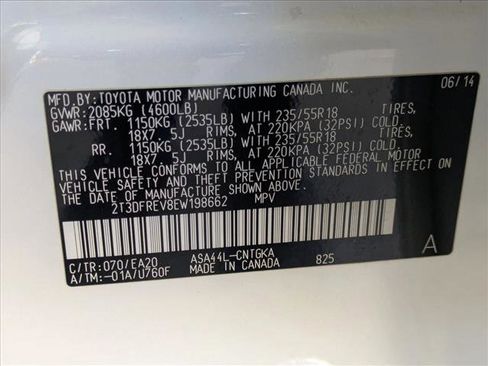 MFD.BY: TOYOTA MOTOR MANUFACTURING CANADA INC. 06/14
GVWR: 2085KG (4600LB)
GAWR: FRT. 1150KG (2535LB) WITH 235/55R18 TIRES,
18X7. 5J RIMS, AT 220KPA (32PSI) COLD.
RR. 1150KG (2535LB) WITH 235/55R18 TIRES,
18X7. 5J RIMS, AT 220KPA (32PSI) COLD.
THIS VEHICLE CONFORMS TO ALL APPLICABLE FEDERAL MOTOR
VEHICLE SAFETY AND THEFT PREVENTION STANDARDS IN EFFECT
ON THE DATE OF MANUFACTURE SHOWN ABOVE.
2T3DFREV8EW198662 MPV
C/TR: 070/EA20 ASA44L-CNTGKA A
A/TM: -01A/U760F MADE IN CANADA 825